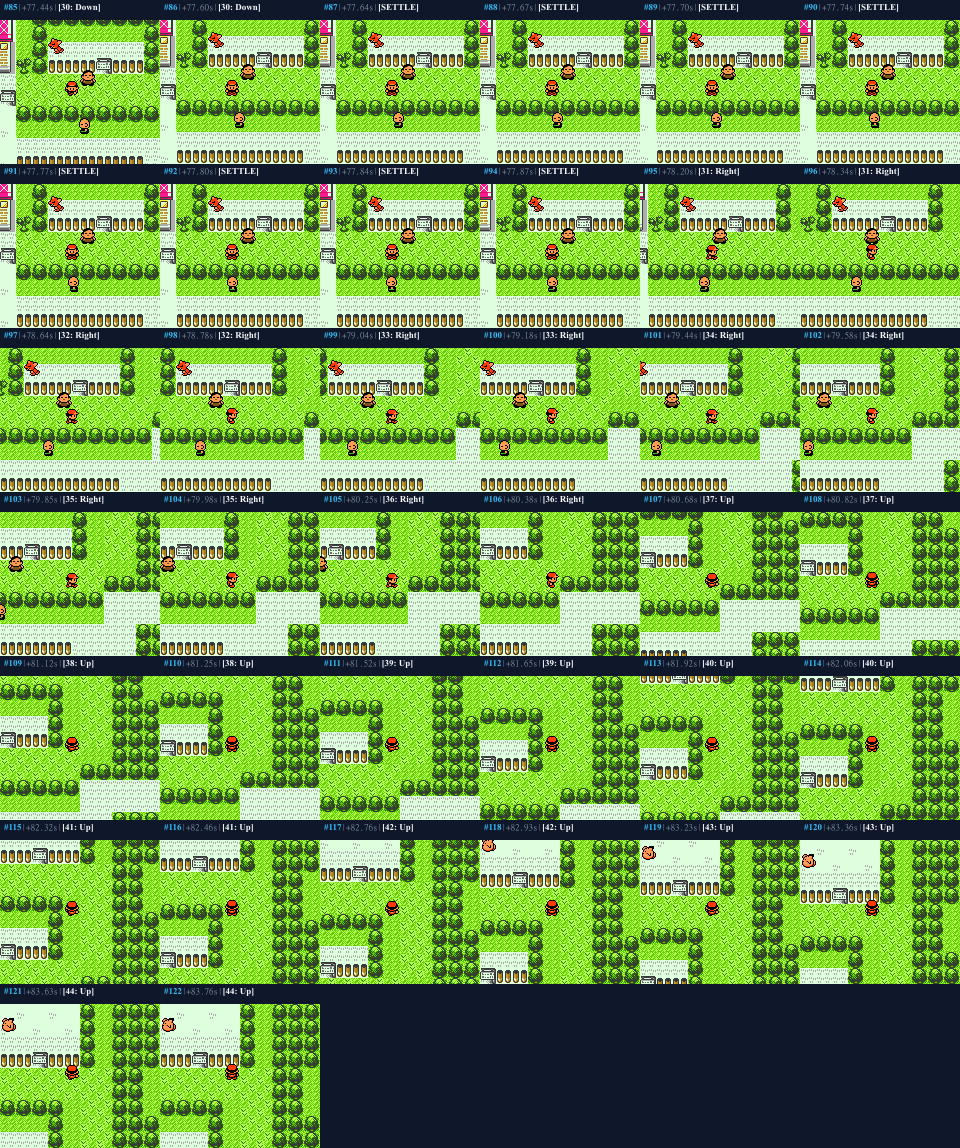 #85|+77.44s|[30: Down] #86|+77.60s|[30: Down] #87|+77.64s|[SETTLE] #88|+77.67s|[SETTLE] #89|+77.70s|[SETTLE] #90|+77.74s|[SETTLE]
#91|+77.77s|[SETTLE] #92|+77.80s|[SETTLE] #93|+77.84s|[SETTLE] #94|+77.87s|[SETTLE] #95|+78.20s|[31: Right] #96|+78.34s|[31: Right]
#97|+78.64s|[32: Right] #98|+78.78s|[32: Right] #99|+79.04s|[33: Right] #100|+79.18s|[33: Right] #101|+79.44s|[34: Right] #102|+79.58s|[34: Right]
#103|+79.85s|[35: Right] #104|+79.98s|[35: Right] #105|+80.25s|[36: Right] #106|+80.38s|[36: Right] #107|+80.68s|[37: Up] #108|+80.82s|[37: Up]
#109|+81.12s|[38: Up] #110|+81.25s|[38: Up] #111|+81.52s|[39: Up] #112|+81.65s|[39: Up] #113|+81.92s|[40: Up] #114|+82.06s|[40: Up]
#115|+82.32s|[41: Up] #116|+82.46s|[41: Up] #117|+82.76s|[42: Up] #118|+82.93s|[42: Up] #119|+83.23s|[43: Up] #120|+83.36s|[43: Up]
#121|+83.63s|[44: Up] #122|+83.76s|[44: Up]